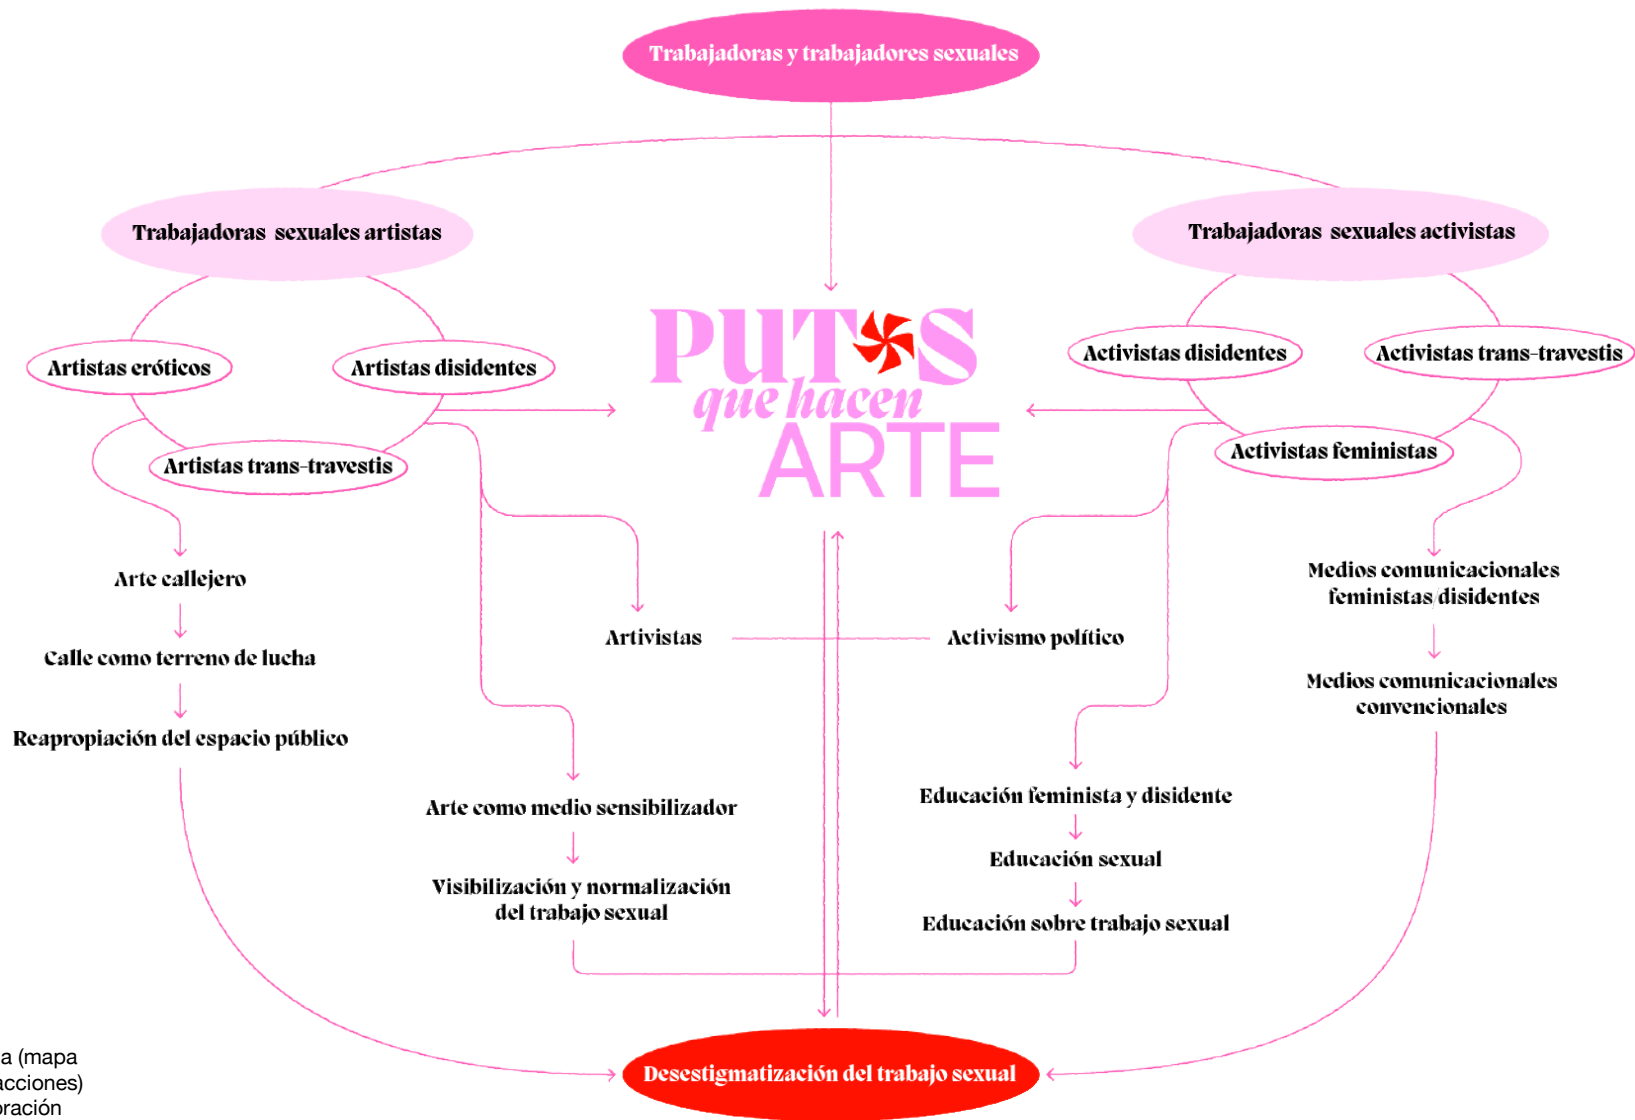 Trabajadoras y trabajadores sexuales
Trabajadoras sexuales artistas
Trabajadoras sexuales activistas
PUT S
que hacen
ARTE
Artistas eróticos
Artistas disidentes
Artistas trans-travestis
Activistas disidentes
Activistas trans-travestis
Activistas feministas
Arte callejero
Calle como terreno de lucha
Reapropiación del espacio público
Artivistas
Activismo político
Medios comunicacionales
feministas/disidentes
Medios comunicacionales
convencionales
Arte como medio sensibilizador
Visibilización y normalización
del trabajo sexual
Educación feminista y disidente
Educación sexual
Educación sobre trabajo sexual
Desestigmatización del trabajo sexual
a (mapa
acciones)
oración